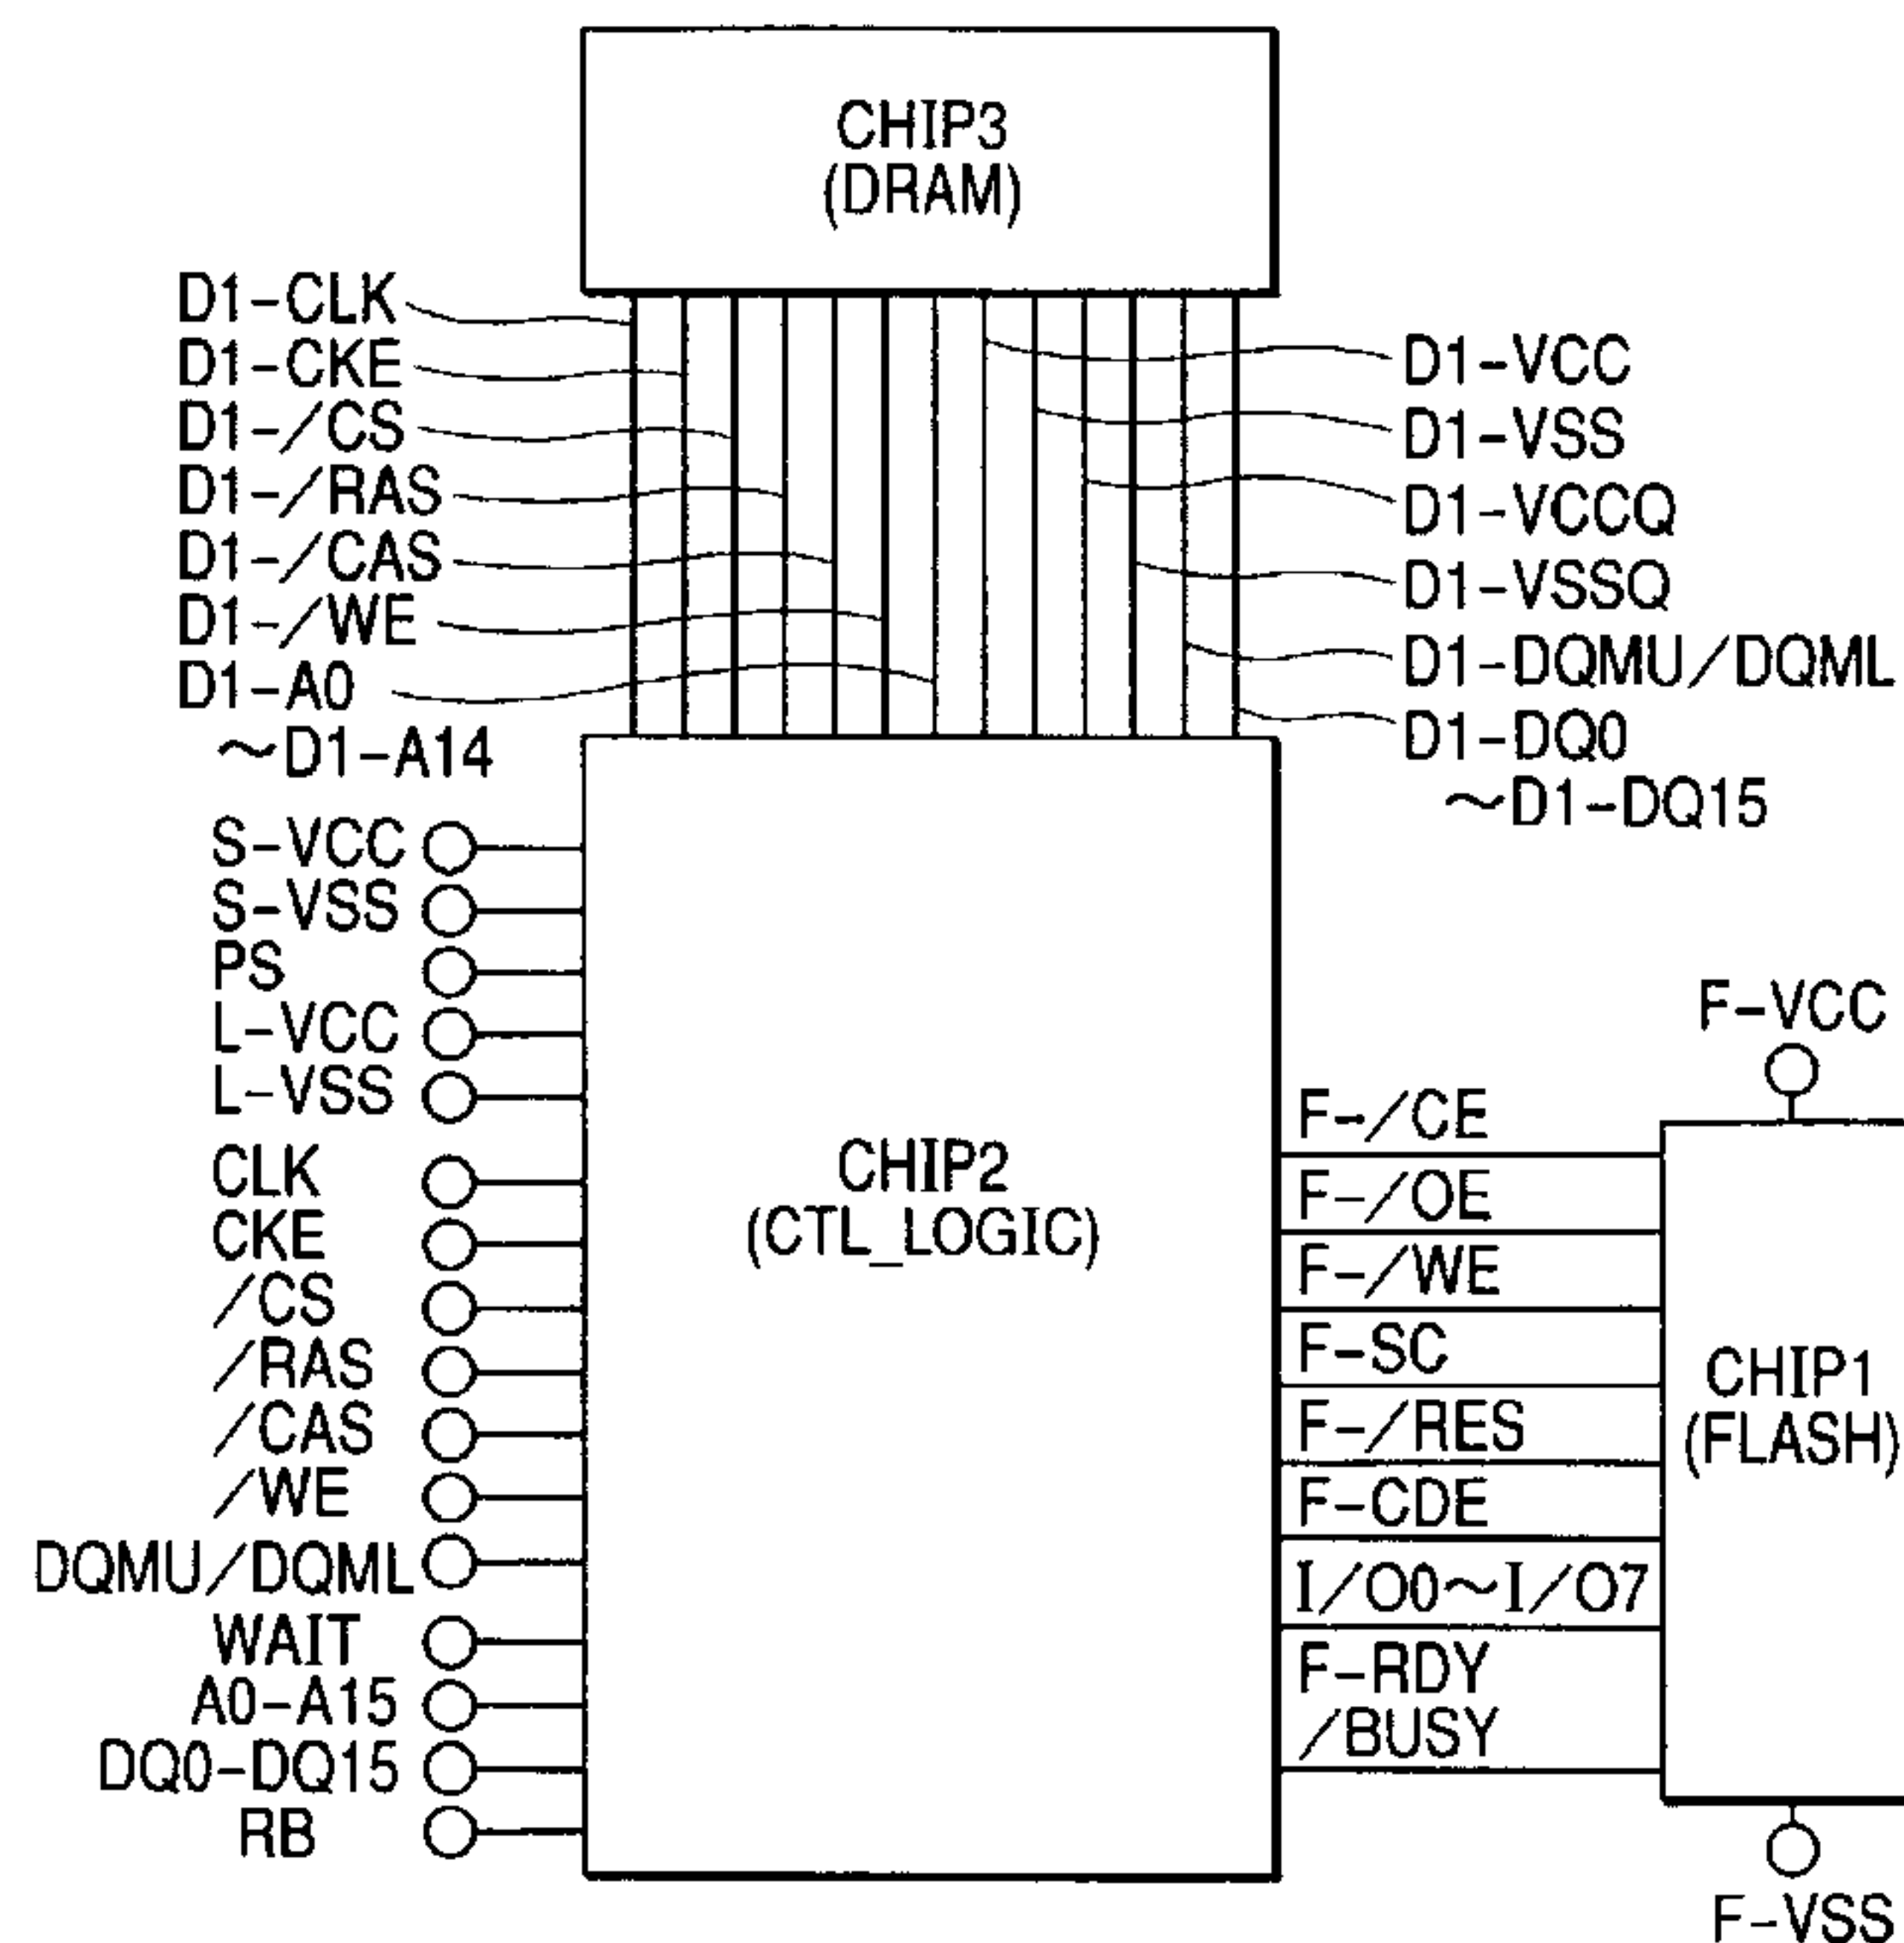 CHIP3
(DRAM)
D1-CLK
D1-CKE
D1-/CS
D1-/RAS
D1-/CAS
D1-/WE
D1-A0
~D1-A14
D1-VCC
D1-VSS
D1-VCCQ
D1-VSSQ
D1-DQMU/DQML
D1-DQ0
~D1-DQ15
S-VCC
S-VSS
PS
L-VCC
L-VSS
CLK
CKE
/CS
/RAS
/CAS
/WE
DQMU/DQML
WAIT
A0-A15
DQ0-DQ15
RB
CHIP2
(CTL_LOGIC)
F-/CE
F-/OE
F-/WE
F-SC
F-/RES
F-CDE
I/O0~I/O7
F-RDY
/BUSY
F-VCC
CHIP1
(FLASH)
F-VSS